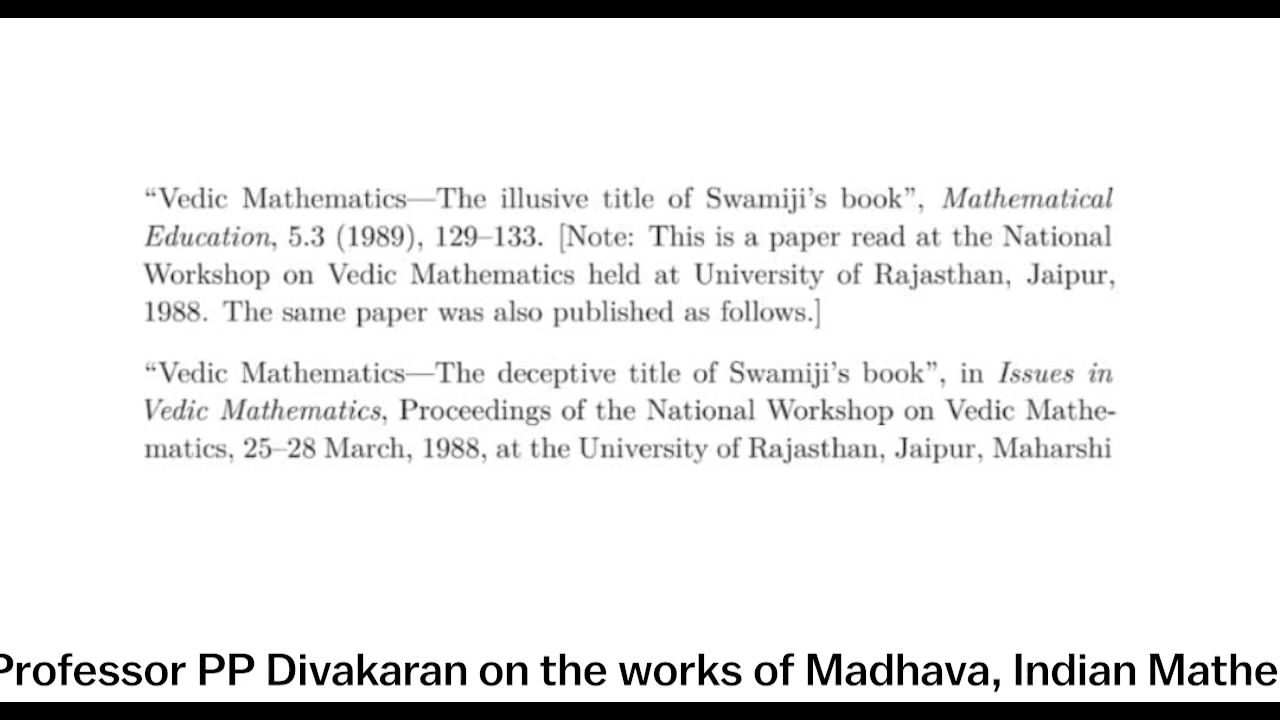 “Vedic Mathematics—The illusive title of Swamiji’s book”, Mathematical
Education, 5.3 (1989), 129–133. [Note: This is a paper read at the National
Workshop on Vedic Mathematics held at University of Rajasthan, Jaipur,
1988. The same paper was also published as follows.]
“Vedic Mathematics—The deceptive title of Swamiji’s book”, in Issues in
Vedic Mathematics, Proceedings of the National Workshop on Vedic Mathe-
matics, 25–28 March, 1988, at the University of Rajasthan, Jaipur, Maharshi
Professor PP Divakaran on the works of Madhava, Indian Mathe